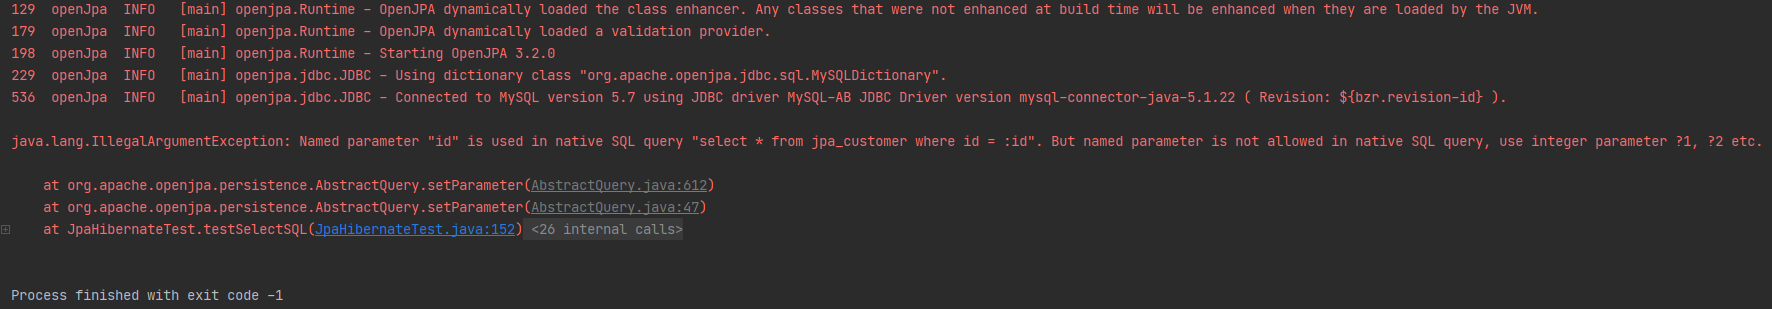 129  openJpa  INFO   [main] openjpa.Runtime - OpenJPA dynamically loaded the class enhancer. Any classes that were not enhanced at build time will be enhanced when they are loaded by the JVM.
179  openJpa  INFO   [main] openjpa.Runtime - OpenJPA dynamically loaded a validation provider.
198  openJpa  INFO   [main] openjpa.Runtime - Starting OpenJPA 3.2.0
229  openJpa  INFO   [main] openjpa.jdbc.JDBC - Using dictionary class "org.apache.openjpa.jdbc.sql.MySQLDictionary".
536  openJpa  INFO   [main] openjpa.jdbc.JDBC - Connected to MySQL version 5.7 using JDBC driver MySQL-AB JDBC Driver version mysql-connector-java-5.1.22 ( Revision: ${bzr.revision-id} ).
java.lang.IllegalArgumentException: Named parameter "id" is used in native SQL query "select * from jpa_customer where id = :id". But named parameter is not allowed in native SQL query, use integer parameter ?1, ?2 etc.
at org.apache.openjpa.persistence.AbstractQuery.setParameter(AbstractQuery.java:612)
at org.apache.openjpa.persistence.AbstractQuery.setParameter(AbstractQuery.java:47)
at JpaHibernateTest.testSelectSQL(JpaHibernateTest.java:152) <26 internal calls>
Process finished with exit code -1